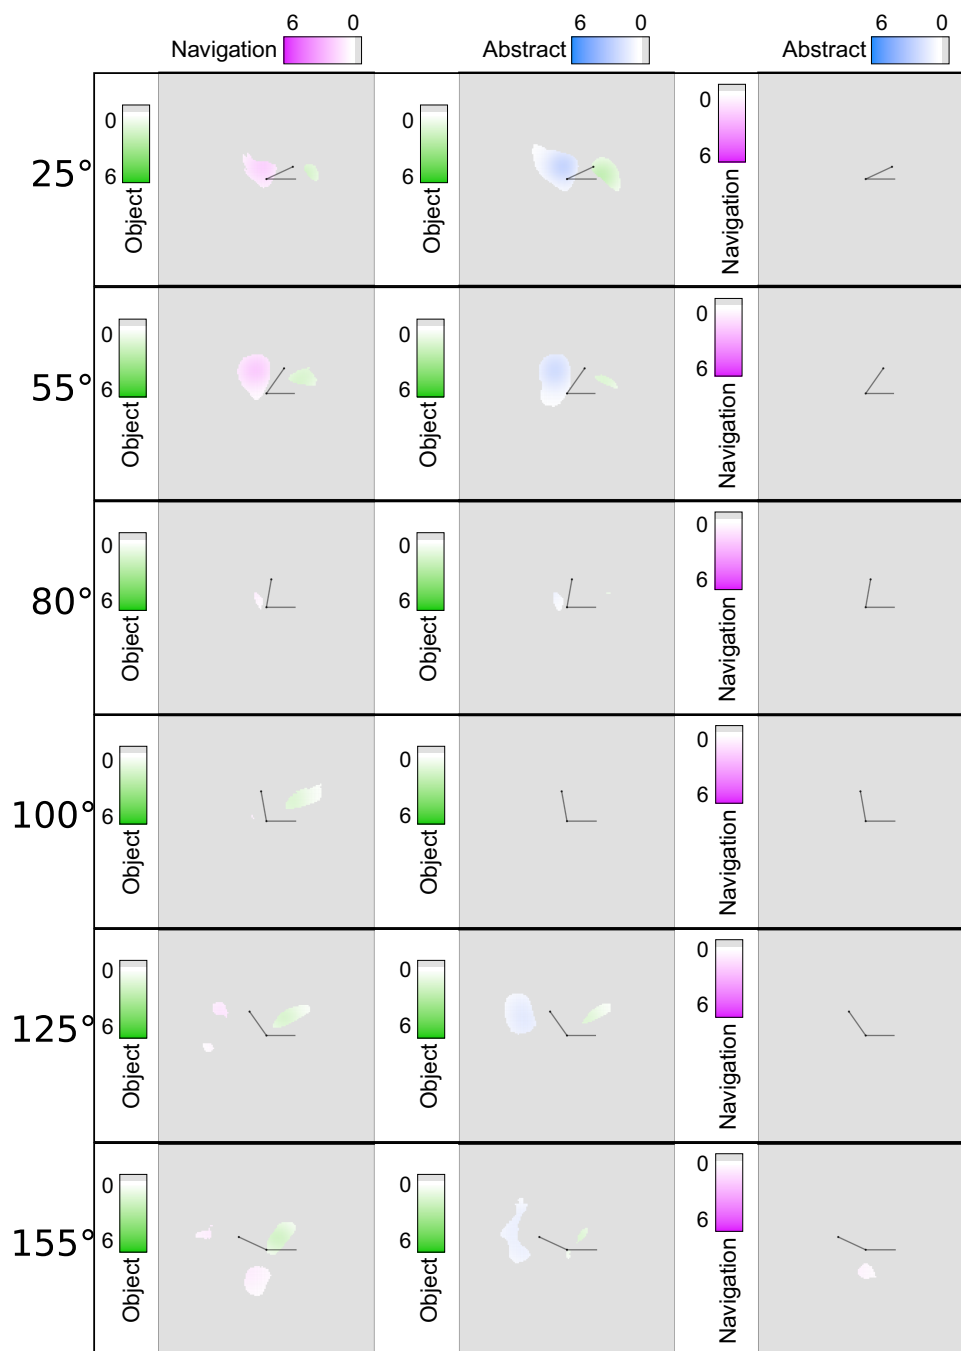 6 0 6 0 6 0
Navigation Abstract Abstract
25° 0 6 Object 0 6 Object 0 6 Navigation
55° 0 6 Object 0 6 Object 0 6 Navigation
80° 0 6 Object 0 6 Object 0 6 Navigation
100° 0 6 Object 0 6 Object 0 6 Navigation
125° 0 6 Object 0 6 Object 0 6 Navigation
155° 0 6 Object 0 6 Object 0 6 Navigation